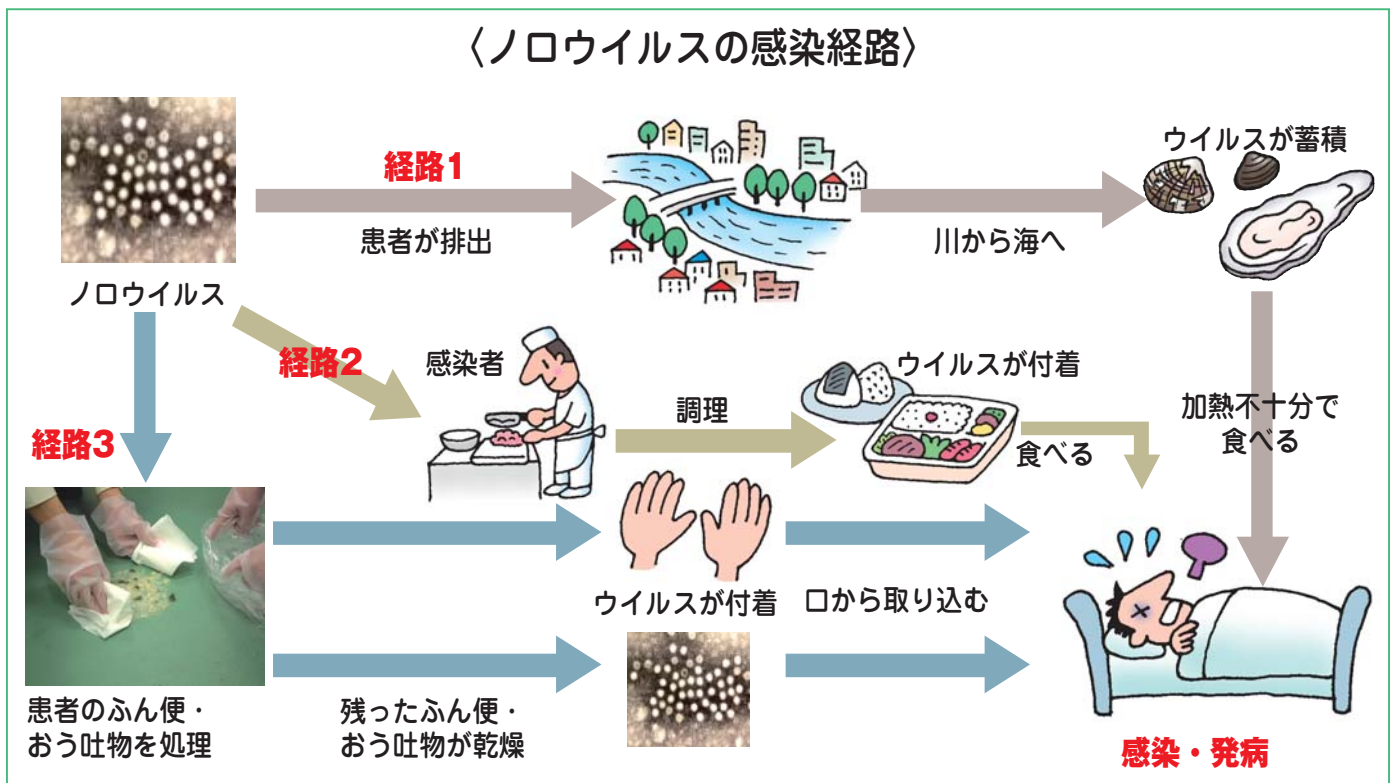 〈ノロウイルスの感染経路〉
ノロウイルス
経路1
患者が排出
川から海へ
ウイルスが蓄積
加熱不十分で
食べる
経路2
感染者
調理
ウイルスが付着
食べる
経路3
患者のふん便・
おう吐物を処理
残ったふん便・
おう吐物が乾燥
ウイルスが付着
口から取り込む
感染・発病